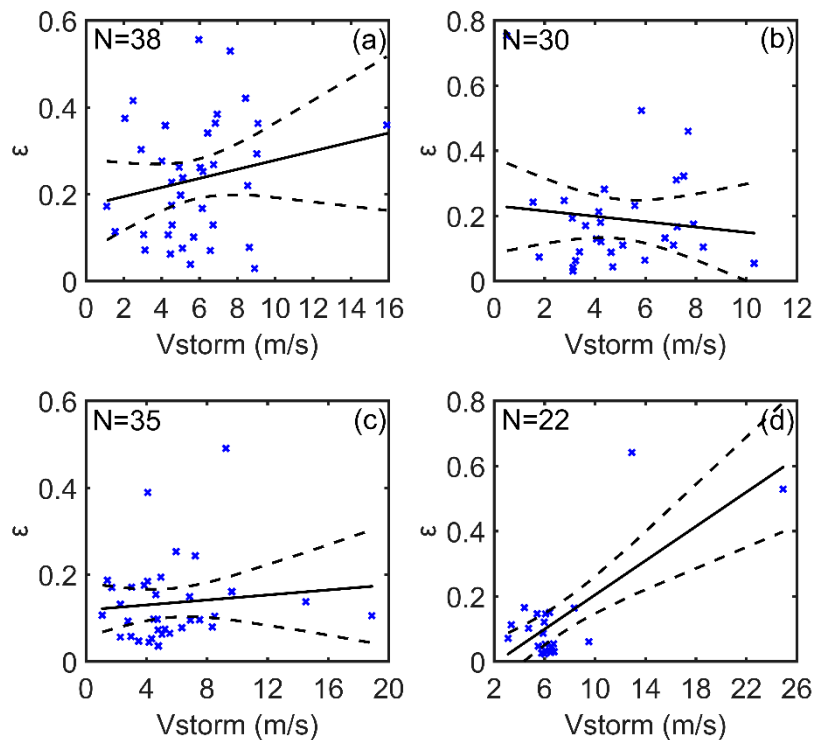 N=38 (a)
0.6
0.4
0.2
0
ε
0 2 4 6 8 10 12 14 16
Vstorm (m/s)
N=30 (b)
0.8
0.6
0.4
0.2
0
ε
0 2 4 6 8 10 12
Vstorm (m/s)
N=35 (c)
0.6
0.4
0.2
0
ε
0 4 8 12 16 20
Vstorm (m/s)
N=22 (d)
0.8
0.6
0.4
0.2
0
ε
2 6 10 14 18 22 26
Vstorm (m/s)